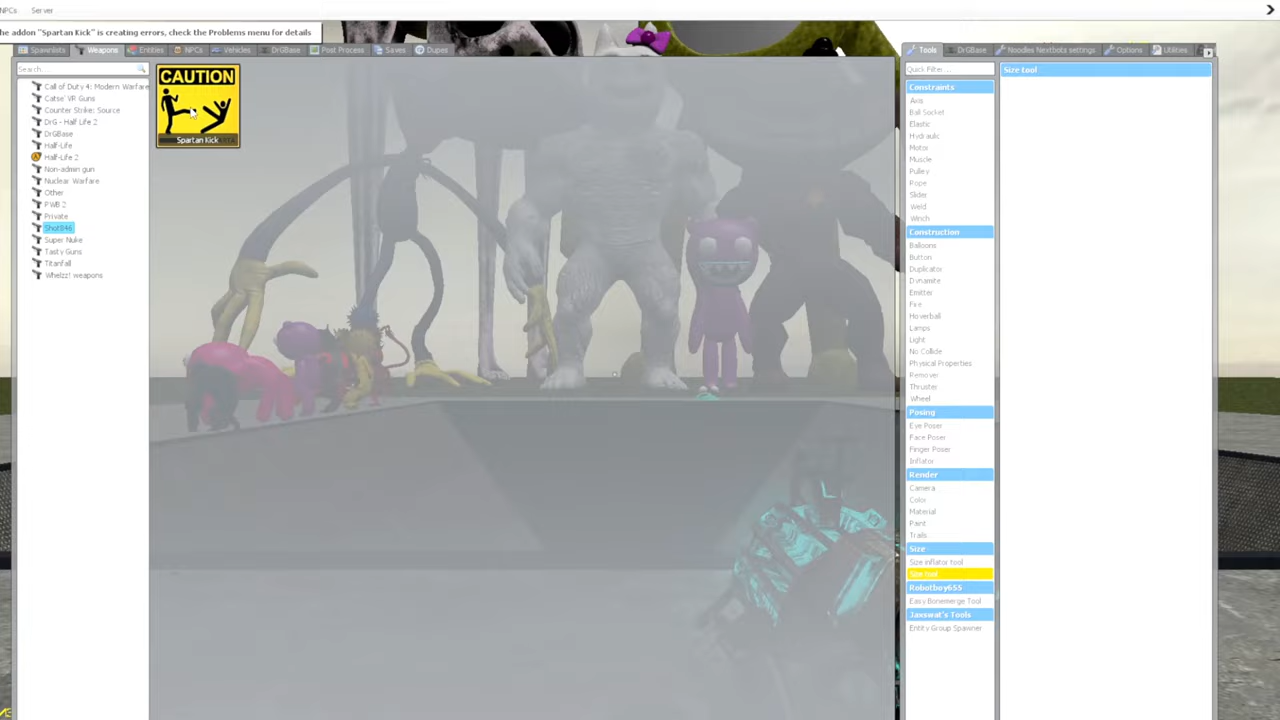 NPCs Server
he addon "Spartan Kick" is creating errors, check the Problems menu for details
Spawnlists Weapons Entities NPCs Vehicles DrGBase Post Process Saves Dupes
Search...
Call of Duty 4: Modern Warfare
Catse' VR Guns
Counter Strike: Source
DrG - Half Life 2
DrGBase
Half-Life
Half-Life 2
Non-admin gun
Nuclear Warfare
Other
PWB 2
Private
Shot846
Super Nuke
Tasty Guns
Titanfall
Whelzz! weapons
CAUTION
Spartan Kick
Tools DrGBase Noodles Nextbots settings Options Utilities
Quick Filter...
Constraints
Axis
Ball Socket
Elastic
Hydraulic
Motor
Muscle
Pulley
Rope
Slider
Weld
Winch
Construction
Balloons
Button
Duplicator
Dynamite
Emitter
Fire
Hoverball
Lamps
Light
No Collide
Physical Properties
Remover
Thruster
Wheel
Posing
Eye Poser
Face Poser
Finger Poser
Inflator
Render
Camera
Color
Material
Paint
Trails
Size
Size inflator tool
Size tool
Robotboy655
Easy Bonemerge Tool
Jaxswat's Tools
Entity Group Spawner
Size tool